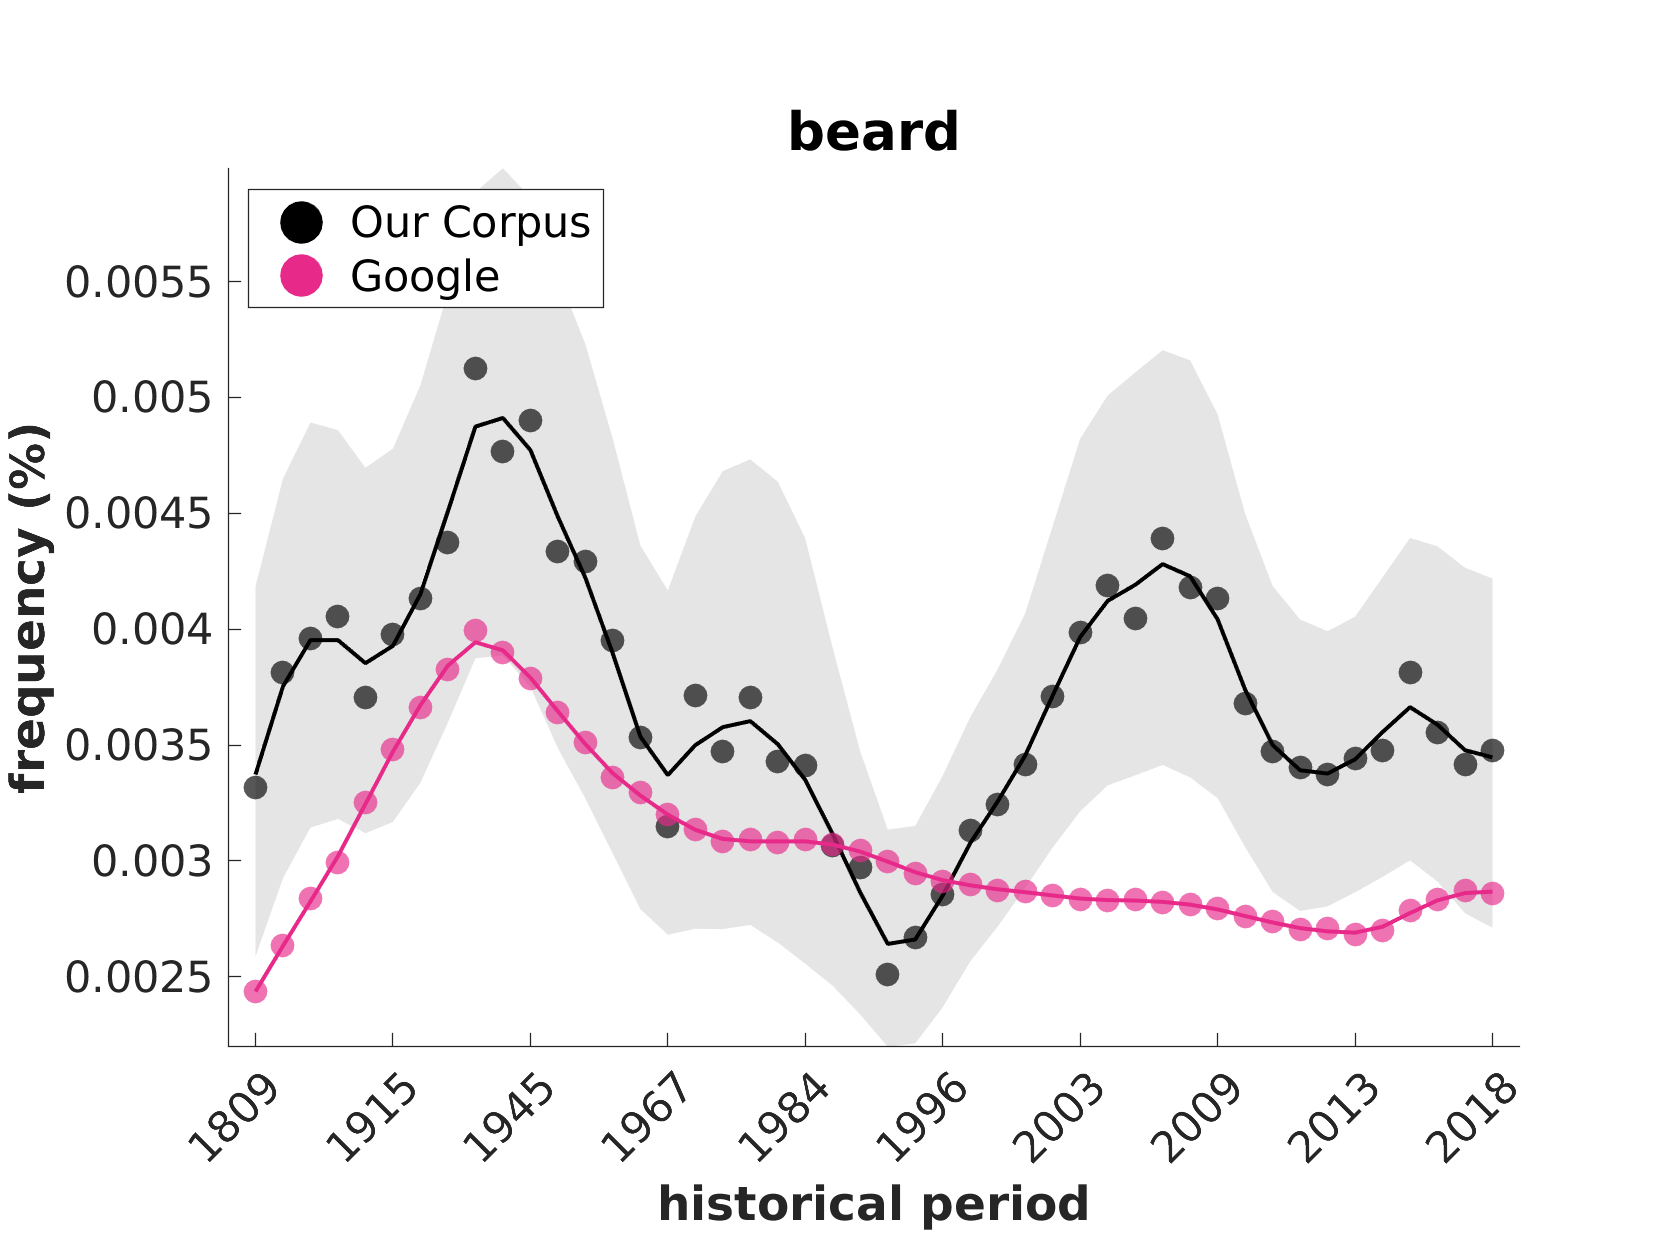 beard
Our Corpus
Google
frequency (%)
0.0055
0.005
0.0045
0.004
0.0035
0.003
0.0025
1809 1915 1945 1967 1984 1996 2003 2009 2013 2018
historical period